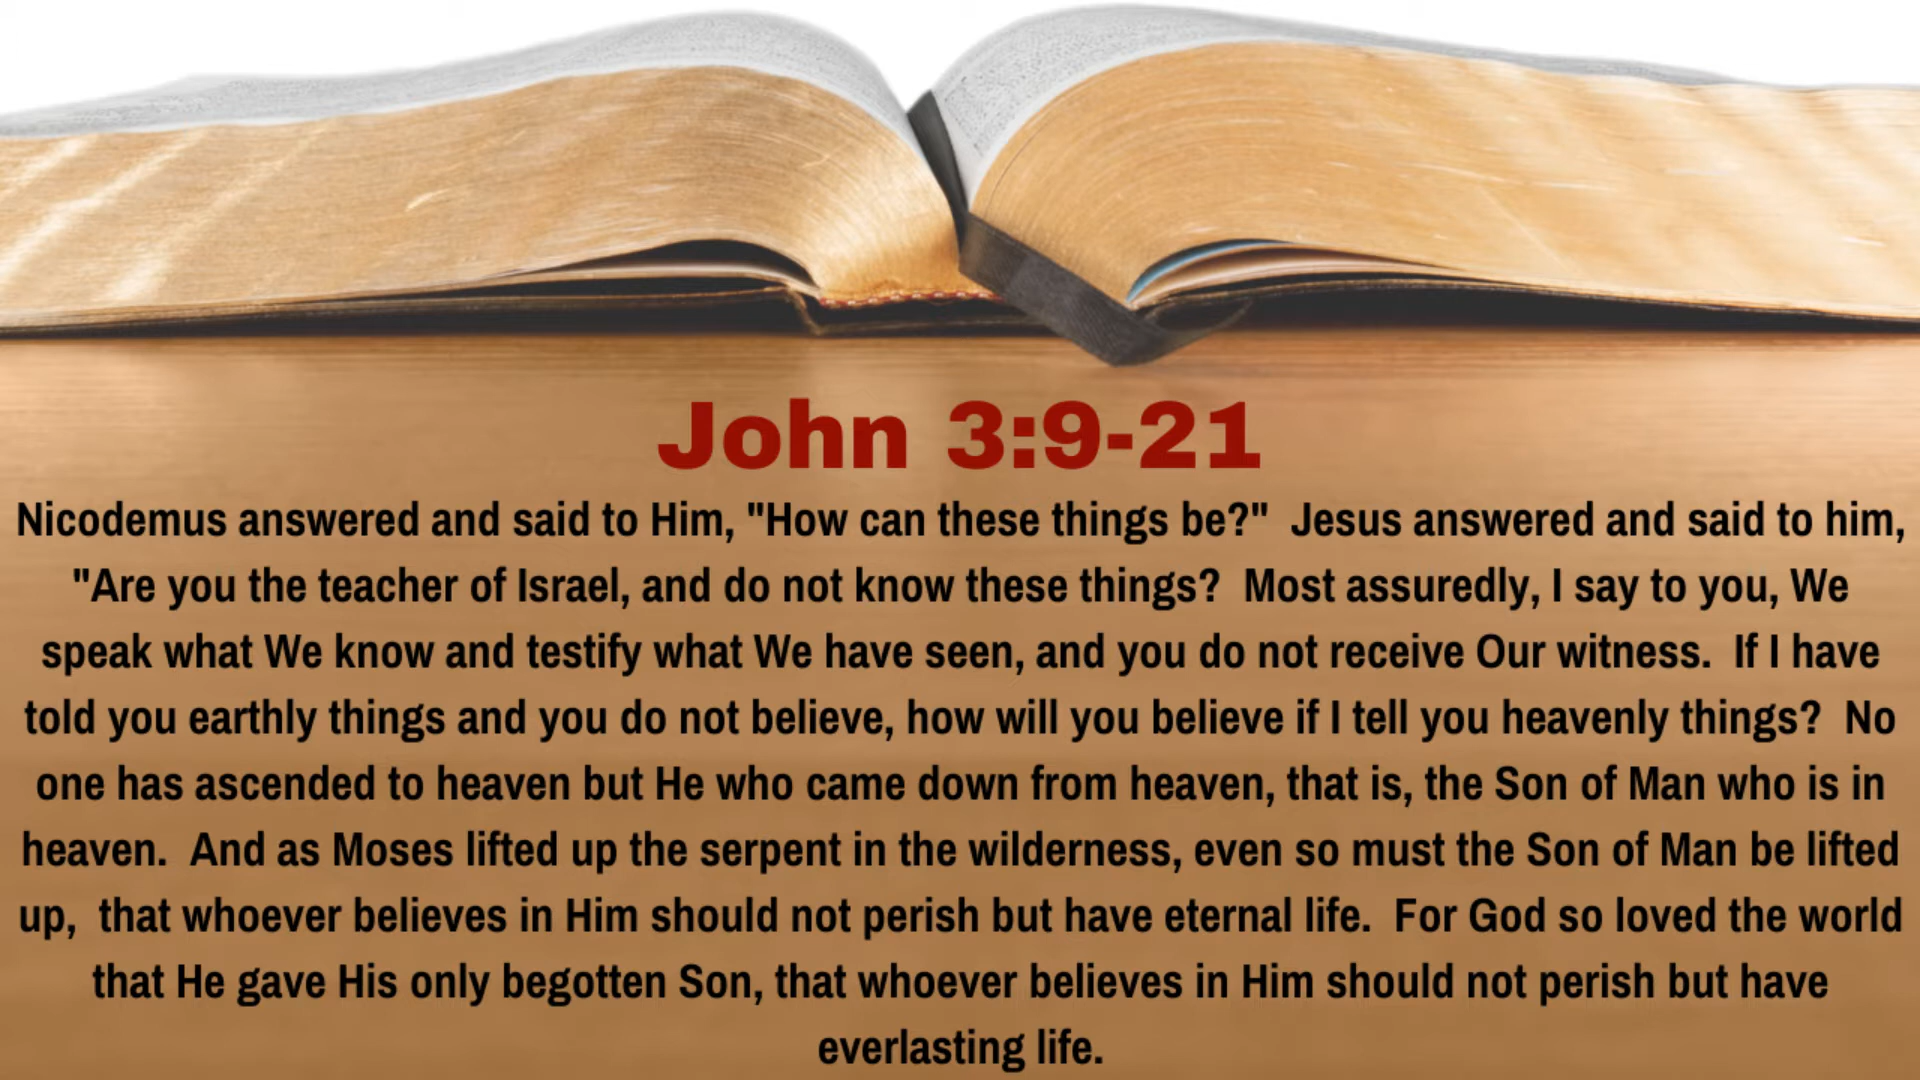 John 3:9-21
Nicodemus answered and said to Him, "How can these things be?"  Jesus answered and said to him,
"Are you the teacher of Israel, and do not know these things?  Most assuredly, I say to you, We
speak what We know and testify what We have seen, and you do not receive Our witness.  If I have
told you earthly things and you do not believe, how will you believe if I tell you heavenly things?  No
one has ascended to heaven but He who came down from heaven, that is, the Son of Man who is in
heaven.  And as Moses lifted up the serpent in the wilderness, even so must the Son of Man be lifted
up,  that whoever believes in Him should not perish but have eternal life.  For God so loved the world
that He gave His only begotten Son, that whoever believes in Him should not perish but have
everlasting life.